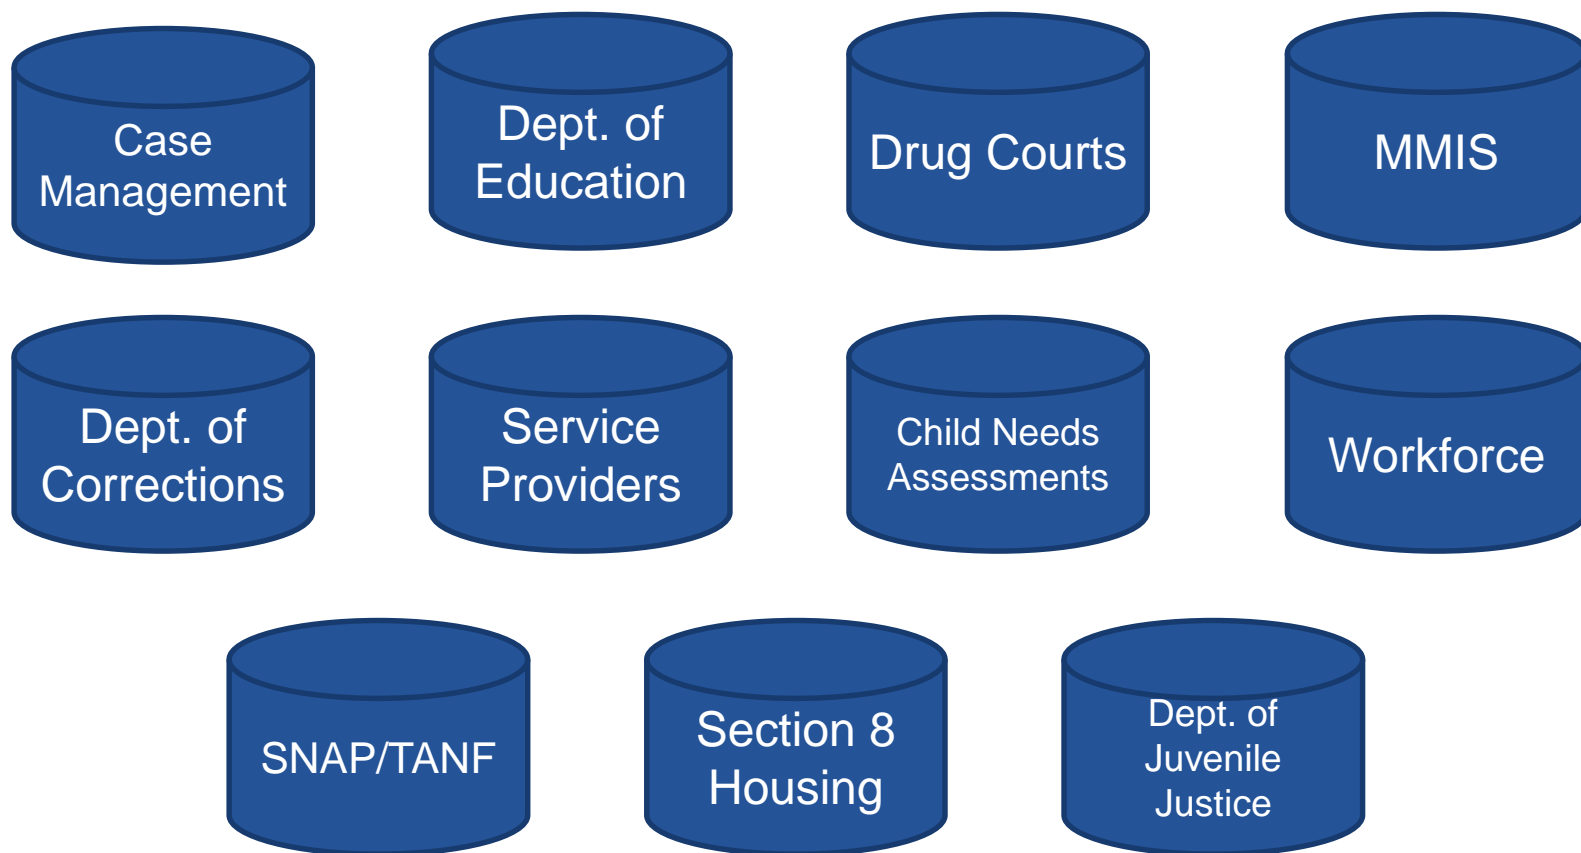 Case
Management
Dept. of
Education
Drug Courts
MMIS
Dept. of
Corrections
Service
Providers
Child Needs
Assessments
Workforce
SNAP/TANF
Section 8
Housing
Dept. of
Juvenile
Justice